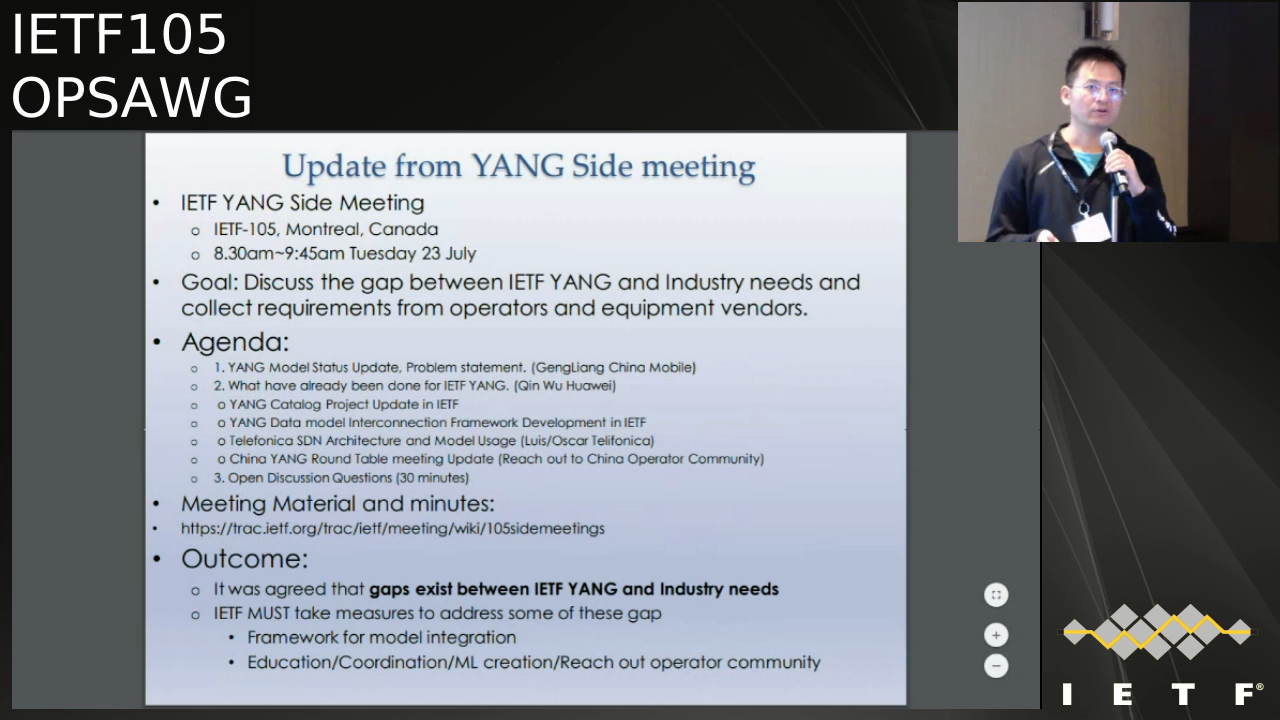 IETF105
OPSAWG
Update from YANG Side meeting
• IETF YANG Side Meeting
o IETF-105, Montreal, Canada
o 8.30am~9:45am Tuesday 23 July
• Goal: Discuss the gap between IETF YANG and Industry needs and
collect requirements from operators and equipment vendors.
• Agenda:
o 1. YANG Model Status Update, Problem statement. (GengLiang China Mobile)
o 2. What have already been done for IETF YANG. (Qin Wu Huawei)
o o YANG Catalog Project Update in IETF
o o YANG Data model Interconnection Framework Development in IETF
o o Telefonica SDN Architecture and Model Usage (Luis/Oscar Telifonica)
o o China YANG Round Table meeting Update (Reach out to China Operator Community)
o 3. Open Discussion Questions (30 minutes)
• Meeting Material and minutes:
• https://trac.ietf.org/trac/ietf/meeting/wiki/105sidemeetings
• Outcome:
o It was agreed that gaps exist between IETF YANG and Industry needs
o IETF MUST take measures to address some of these gap
• Framework for model integration
• Education/Coordination/ML creation/Reach out operator community
I E T F®